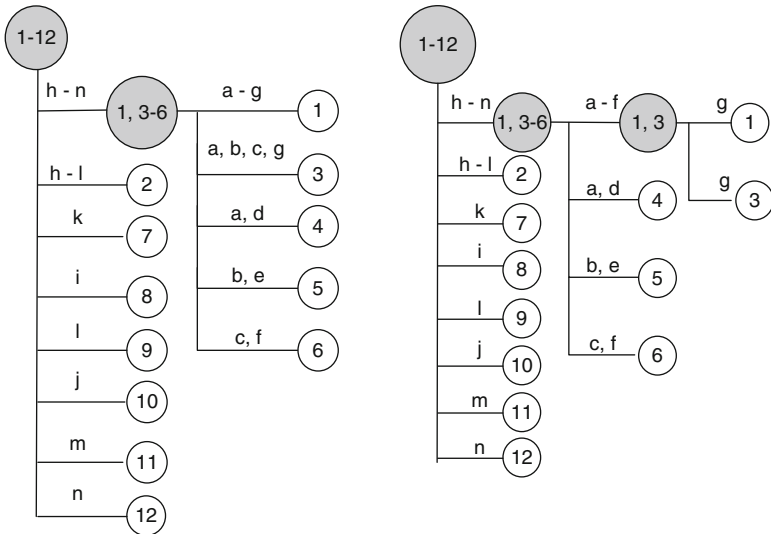 1-12
h - n
1, 3-6
a - g
1
a, b, c, g
3
h - l
2
a, d
4
k
7
b, e
5
i
8
c, f
6
l
9
j
10
m
11
n
12
1-12
h - n
1, 3-6
a - f
1, 3
g
1
h - l
2
a, d
4
g
3
k
7
i
8
b, e
5
l
9
j
10
c, f
6
m
11
n
12